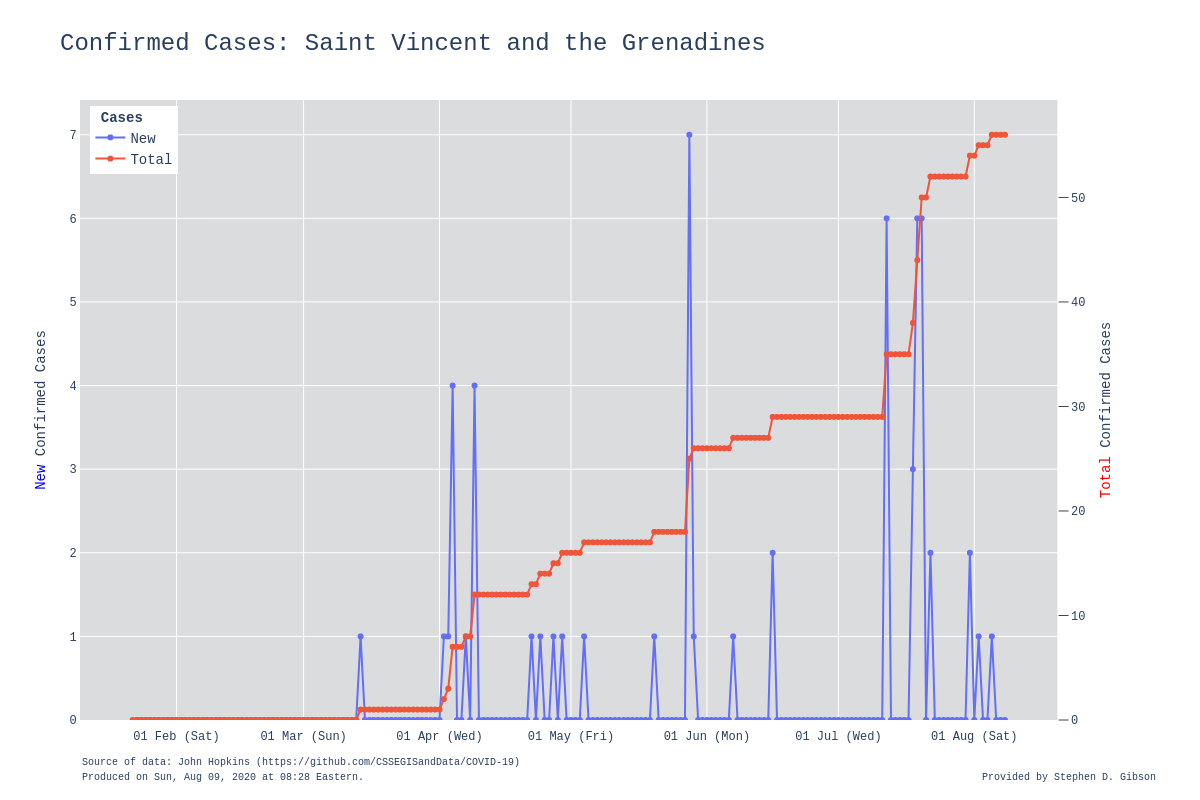 Confirmed Cases: Saint Vincent and the Grenadines
Cases
New
Total
7
6
5
4
3
2
1
0
50
40
30
20
10
0
New Confirmed Cases
Total Confirmed Cases
01 Feb (Sat)
01 Mar (Sun)
01 Apr (Wed)
01 May (Fri)
01 Jun (Mon)
01 Jul (Wed)
01 Aug (Sat)
Source of data: John Hopkins (https://github.com/CSSEGISandData/COVID-19)
Produced on Sun, Aug 09, 2020 at 08:28 Eastern.
Provided by Stephen D. Gibson